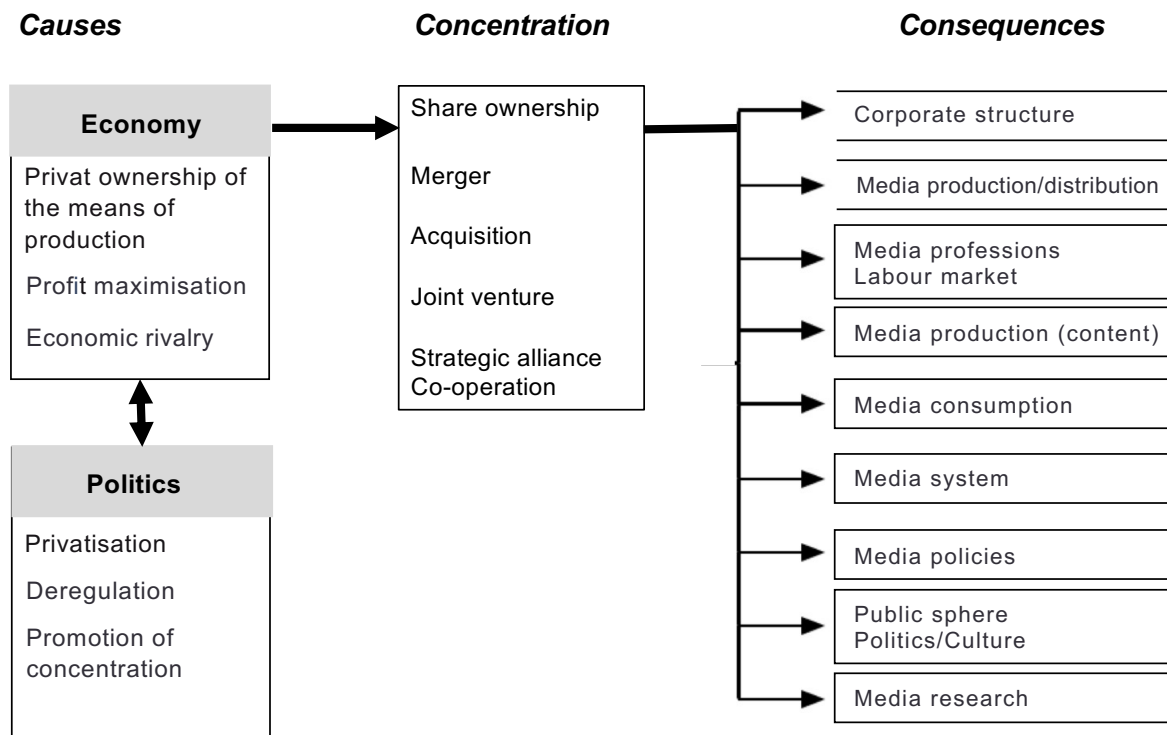 Causes
Concentration
Consequences
Economy
Privat ownership of
the means of
production
Profit maximisation
Economic rivalry
Politics
Privatisation
Deregulation
Promotion of
concentration
Share ownership
Merger
Acquisition
Joint venture
Strategic alliance
Co-operation
Corporate structure
Media production/distribution
Media professions
Labour market
Media production (content)
Media consumption
Media system
Media policies
Public sphere
Politics/Culture
Media research